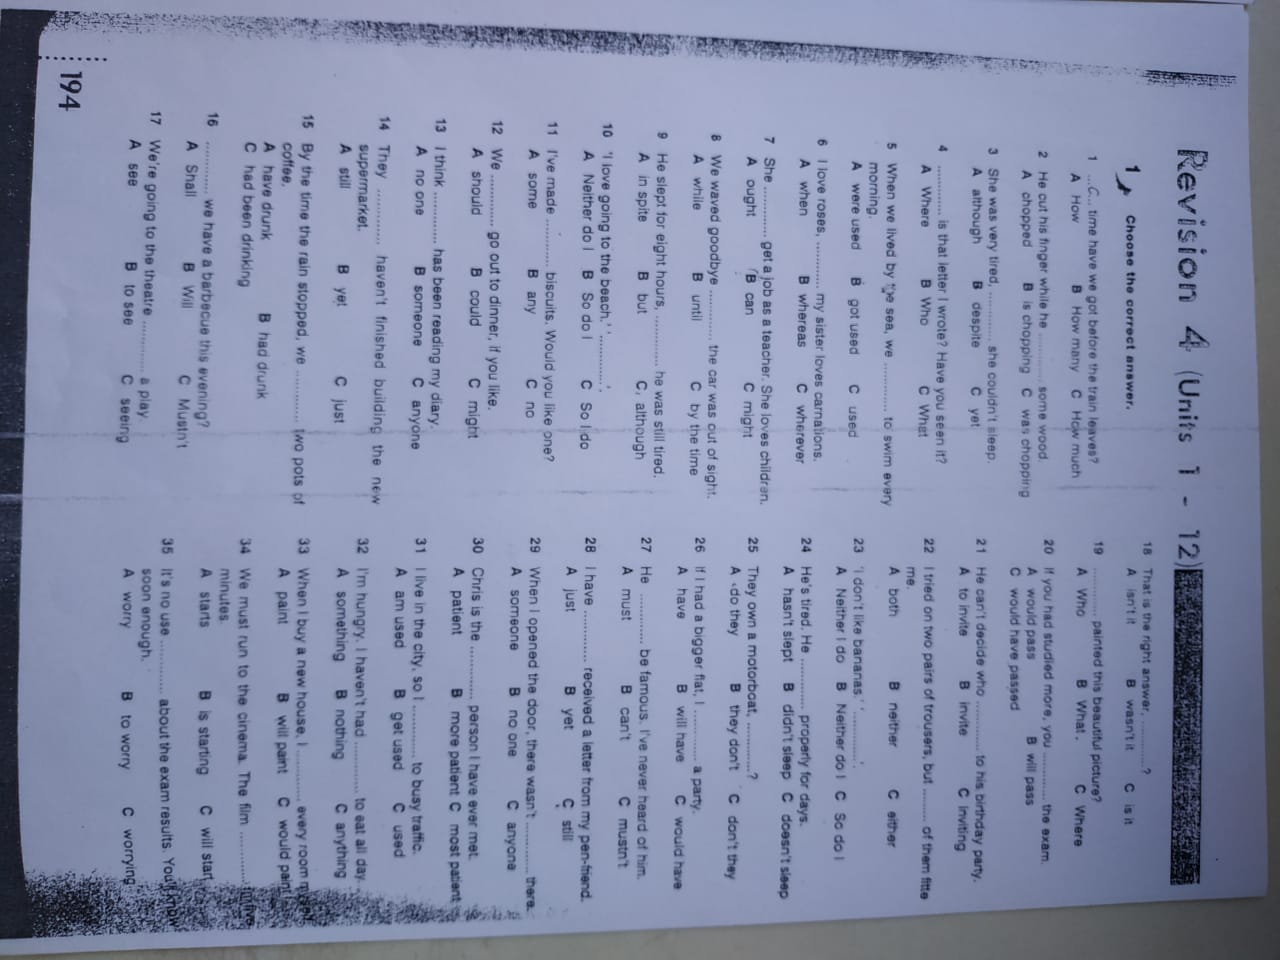 Revision 4 (Units 1 - 12)
1 Choose the correct answer.
1 ...C... time have we got before the train leaves?
A How B How many C How much
2 He cut his finger while he ............ some wood.
A chopped B is chopping C was chopping
3 She was very tired, ............ she couldn't sleep.
A although B despite C yet
4 ............ is that letter I wrote? Have you seen it?
A Where B Who C What
5 When we lived by the sea, we ............ to swim every
morning.
A were used B got used C used
6 I love roses, ............ my sister loves carnations.
A when B whereas C wherever
7 She ............ get a job as a teacher. She loves children.
A ought B can C might
8 We waved goodbye ............ the car was out of sight.
A while B until C by the time
9 He slept for eight hours, ............ he was still tired.
A in spite B but C although
10 'I love going to the beach.' '............'.
A Neither do I B So do I C So I do
11 I've made ............ biscuits. Would you like one?
A some B any C no
12 We ............ go out to dinner, if you like.
A should B could C might
13 I think ............ has been reading my diary.
A no one B someone C anyone
14 They ............ haven't finished building the new
supermarket.
A still B yet C just
15 By the time the rain stopped, we ............ two pots of
coffee.
A have drunk B had drunk
C had been drinking
16 ............ we have a barbecue this evening?
A Shall B Will C Mustn't
17 We're going to the theatre ............ a play.
A see B to see C seeing
194
18 That is the right answer, ............?
A isn't it B wasn't it C is it
19 ............ painted this beautiful picture?
A Who B What C Where
20 If you had studied more, you ............ the exam.
A would pass B will pass
C would have passed
21 He can't decide who ............ to his birthday party.
A to invite B invite C inviting
22 I tried on two pairs of trousers, but ........ of them fitte
me.
A both B neither C either
23 'I don't like bananas.' '............'.
A Neither I do B Neither do I C So do I
24 He's tired. He ............ properly for days.
A hasn't slept B didn't sleep C doesn't sleep
25 They own a motorboat, ............?
A do they B they don't C don't they
26 If I had a bigger flat, I ............ a party.
A have B will have C would have
27 He ............ be famous. I've never heard of him.
A must B can't C mustn't
28 I have ............ received a letter from my pen-friend.
A just B yet C still
29 When I opened the door, there wasn't ............ there.
A someone B no one C anyone
30 Chris is the ............ person I have ever met.
A patient B more patient C most patient
31 I live in the city, so I ............ to busy traffic.
A am used B get used C used
32 I'm hungry. I haven't had ............ to eat all day.
A something B nothing C anything
33 When I buy a new house, I ............ every room myself.
A paint B will paint C would paint
34 We must run to the cinema. The film ............ in five
minutes.
A starts B is starting C will start
35 It's no use ............ about the exam results. You'll know
soon enough.
A worry B to worry C worrying